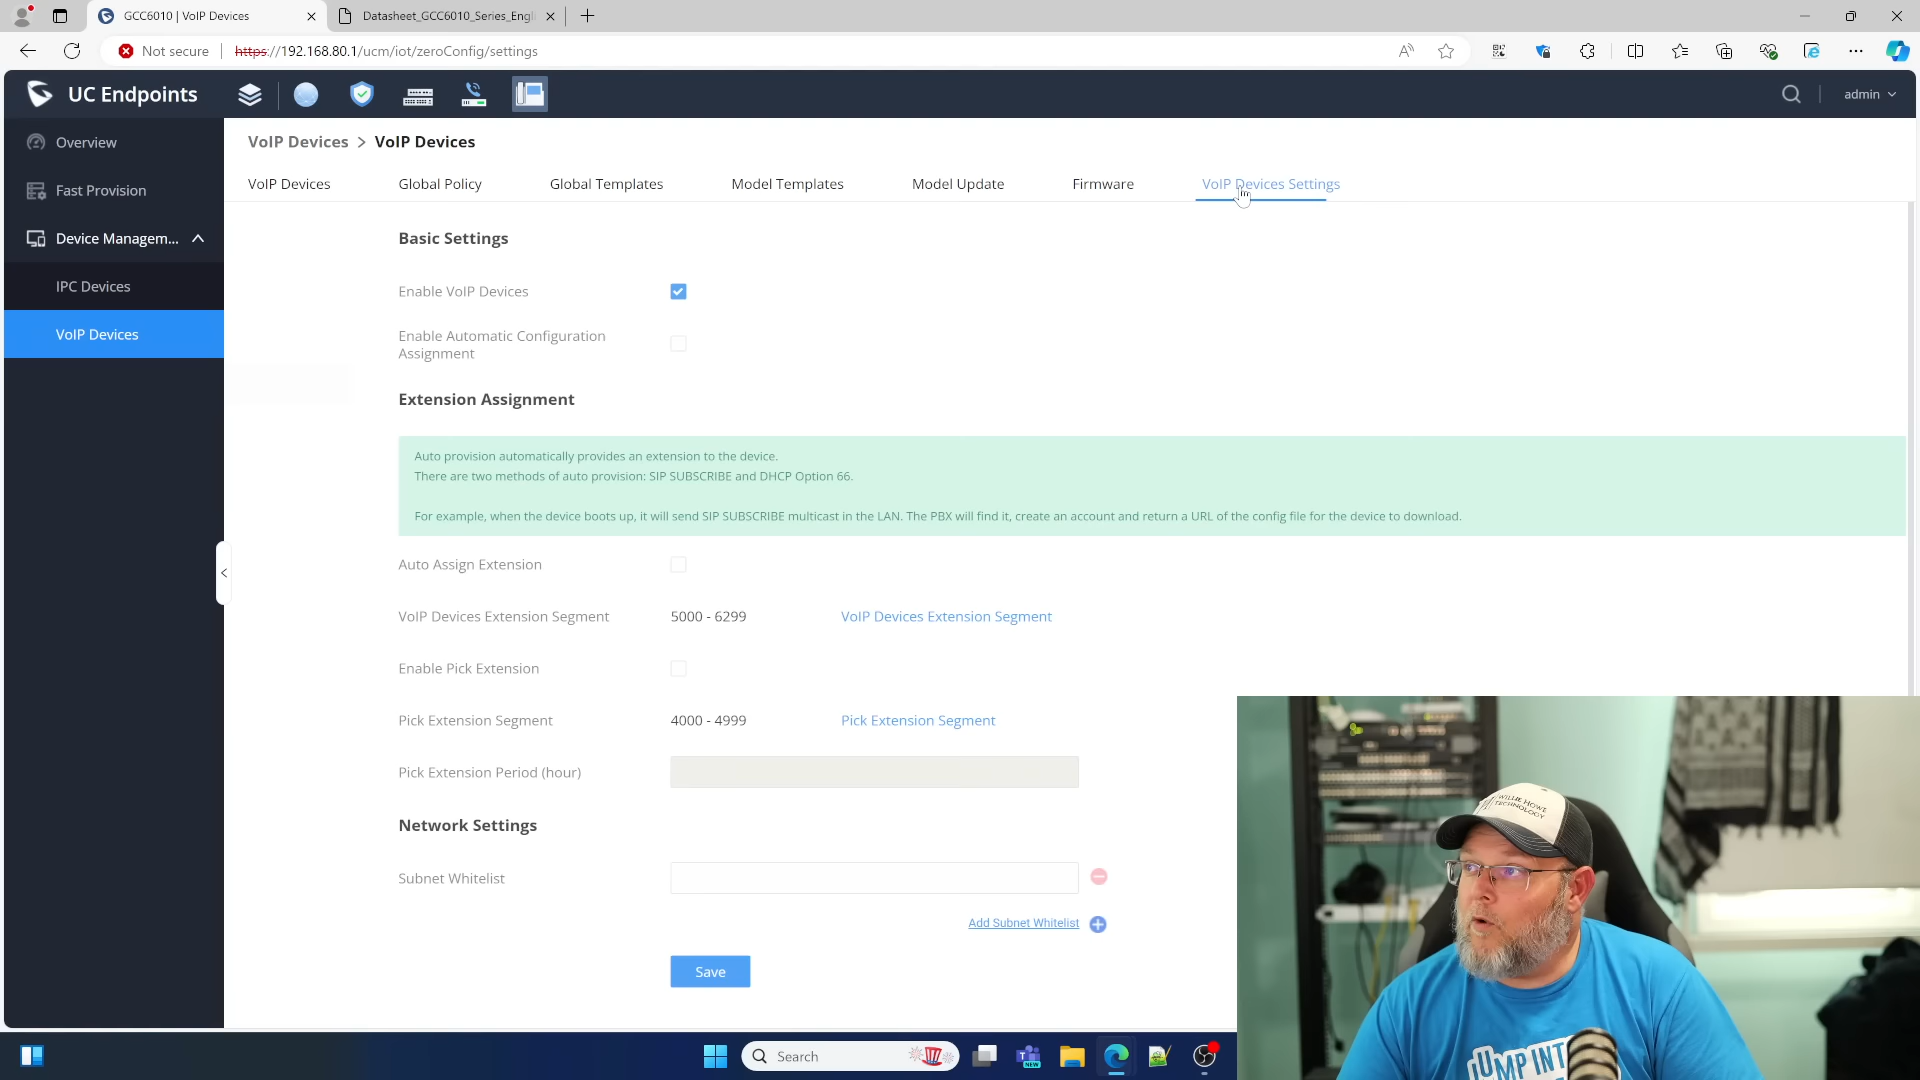 GCC6010 | VoIP Devices
Datasheet_GCC6010_Series_Engli
Not secure
https://192.168.80.1/ucm/iot/zeroConfig/settings
UC Endpoints
admin
Overview
Fast Provision
Device Managem...
IPC Devices
VoIP Devices
VoIP Devices > VoIP Devices
VoIP Devices
Global Policy
Global Templates
Model Templates
Model Update
Firmware
VoIP Devices Settings
Basic Settings
Enable VoIP Devices
Enable Automatic Configuration
Assignment
Extension Assignment
Auto provision automatically provides an extension to the device.
There are two methods of auto provision: SIP SUBSCRIBE and DHCP Option 66.
For example, when the device boots up, it will send SIP SUBSCRIBE multicast in the LAN. The PBX will find it, create an account and return a URL of the config file for the device to download.
Auto Assign Extension
VoIP Devices Extension Segment
5000 - 6299
VoIP Devices Extension Segment
Enable Pick Extension
Pick Extension Segment
4000 - 4999
Pick Extension Segment
Pick Extension Period (hour)
Network Settings
Subnet Whitelist
Add Subnet Whitelist
Save
WILLIE HOWE
TECHNOLOGY
JUMP INT
Search
NEW